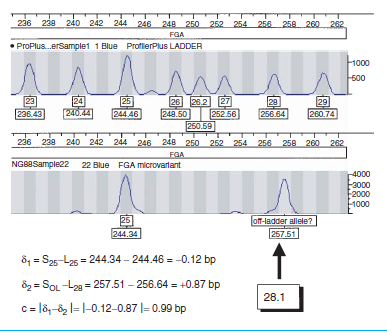 236 238 240 242 244 246 248 250 252 254 256 258 260 262
FGA
• ProPlus...erSample1 1 Blue ProfilerPlus LADDER
1000
500
23 24 25 26 26.2 27 28 29
236.43 240.44 244.46 248.50 252.56 256.64 260.74
250.59
236 238 240 242 244 246 248 250 252 254 256 258 260 262
FGA
NG88Sample22 22 Blue FGA microvariant
4000
3000
2000
1000
25 off-ladder allele?
244.34 257.51
δ₁ = S₂₅–L₂₅ = 244.34 – 244.46 = –0.12 bp
δ₂ = S_OL –L₂₈ = 257.51 – 256.64 = +0.87 bp
c = |δ₁–δ₂ |= |–0.12–0.87 |= 0.99 bp
28.1